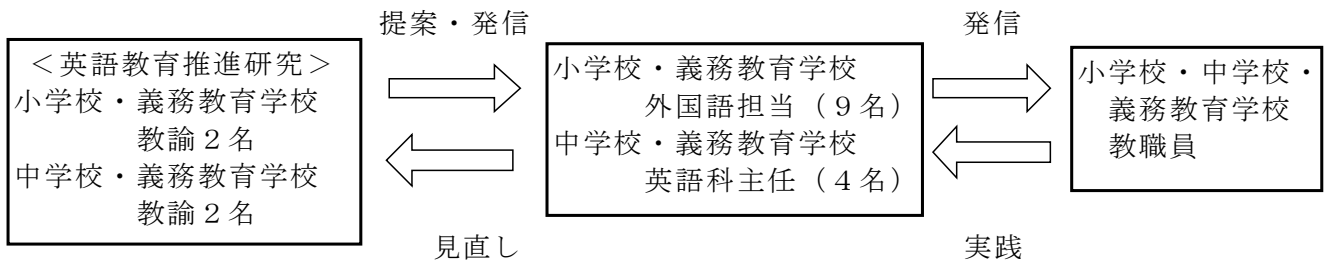 提案・発信
発信
<英語教育推進研究>
小学校・義務教育学校
教諭2名
中学校・義務教育学校
教諭2名
小学校・義務教育学校
外国語担当(9名)
中学校・義務教育学校
英語科主任(4名)
小学校・中学校・
義務教育学校
教職員
見直し
実践